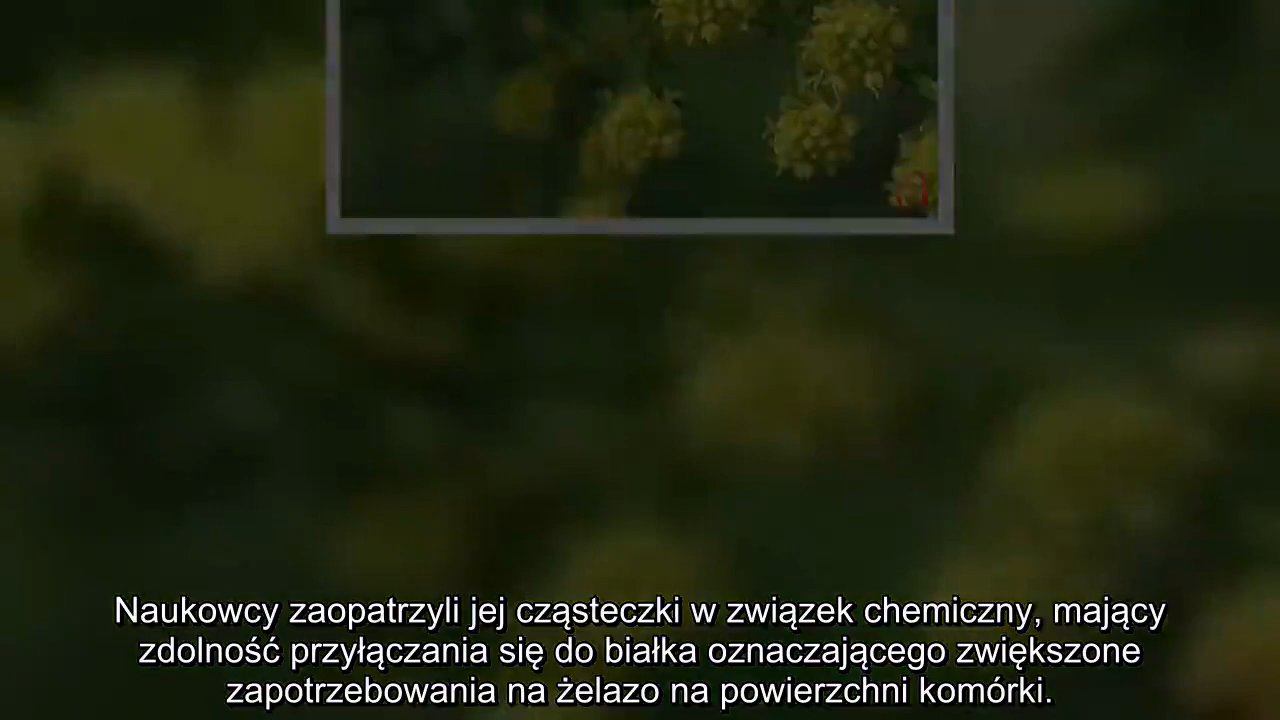 Naukowcy zaopatrzyli jej cząsteczki w związek chemiczny, mający
zdolność przyłączania się do białka oznaczającego zwiększone
zapotrzebowania na żelazo na powierzchni komórki.